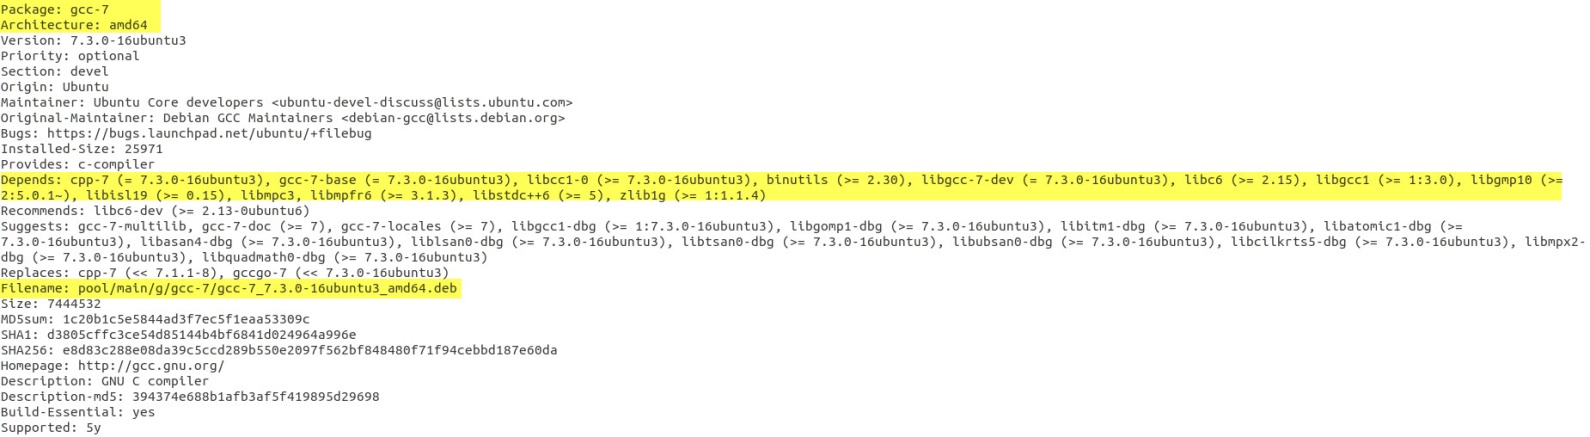 Package: gcc-7
Architecture: amd64
Version: 7.3.0-16ubuntu3
Priority: optional
Section: devel
Origin: Ubuntu
Maintainer: Ubuntu Core developers <ubuntu-devel-discuss@lists.ubuntu.com>
Original-Maintainer: Debian GCC Maintainers <debian-gcc@lists.debian.org>
Bugs: https://bugs.launchpad.net/ubuntu/+filebug
Installed-Size: 25971
Provides: c-compiler
Depends: cpp-7 (= 7.3.0-16ubuntu3), gcc-7-base (= 7.3.0-16ubuntu3), libcc1-0 (>= 7.3.0-16ubuntu3), binutils (>= 2.30), libgcc-7-dev (= 7.3.0-16ubuntu3), libc6 (>= 2.15), libgcc1 (>= 1:3.0), libgmp10 (>=
2:5.0.1~), libisl19 (>= 0.15), libmpc3, libmpfr6 (>= 3.1.3), libstdc++6 (>= 5), zlib1g (>= 1:1.1.4)
Recommends: libc6-dev (>= 2.13-0ubuntu6)
Suggests: gcc-7-multilib, gcc-7-doc (>= 7), gcc-7-locales (>= 7), libgcc1-dbg (>= 1:7.3.0-16ubuntu3), libgomp1-dbg (>= 7.3.0-16ubuntu3), libitm1-dbg (>= 7.3.0-16ubuntu3), libatomic1-dbg (>=
7.3.0-16ubuntu3), libasan4-dbg (>= 7.3.0-16ubuntu3), liblsan0-dbg (>= 7.3.0-16ubuntu3), libtsan0-dbg (>= 7.3.0-16ubuntu3), libubsan0-dbg (>= 7.3.0-16ubuntu3), libcilkrts5-dbg (>= 7.3.0-16ubuntu3), libmpx2-
dbg (>= 7.3.0-16ubuntu3), libquadmath0-dbg (>= 7.3.0-16ubuntu3)
Replaces: cpp-7 (<< 7.1.1-8), gccgo-7 (<< 7.3.0-16ubuntu3)
Filename: pool/main/g/gcc-7/gcc-7_7.3.0-16ubuntu3_amd64.deb
Size: 7444532
MD5sum: 1c20b1c5e5844ad3f7ec5f1eaa53309c
SHA1: d3805cffc3ce54d85144b4bf6841d024964a996e
SHA256: e8d83c288e08da39c5ccd289b550e2097f562bf848480f71f94cebbd187e60da
Homepage: http://gcc.gnu.org/
Description: GNU C compiler
Description-md5: 394374e688b1afb3af5f419895d29698
Build-Essential: yes
Supported: 5y